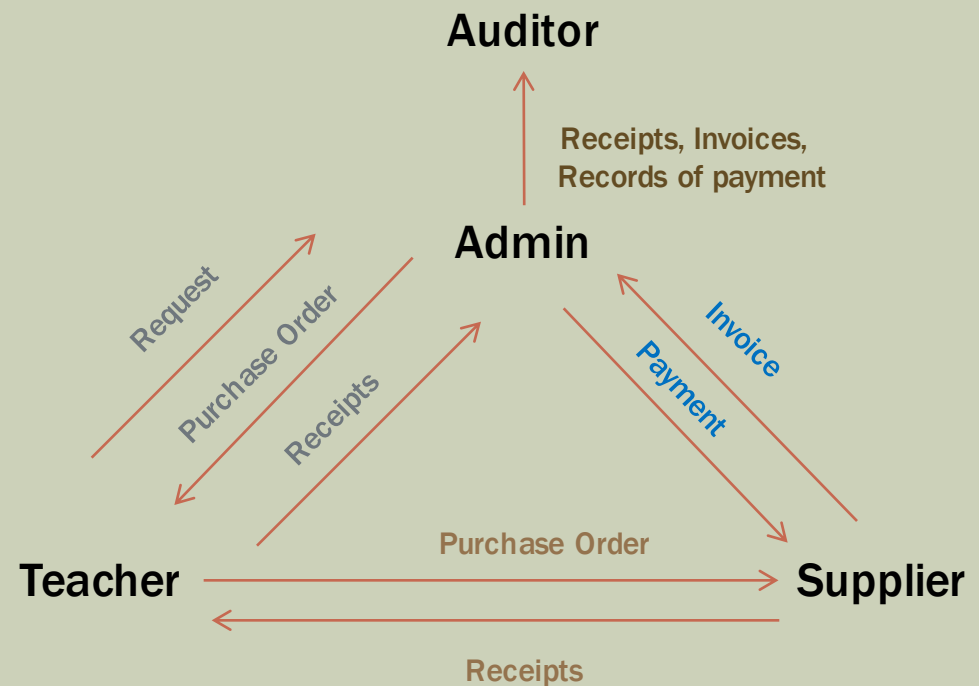 Auditor
Receipts, Invoices,
Records of payment
Admin
Request
Purchase Order
Receipts
Invoice
Payment
Purchase Order
Teacher
Supplier
Receipts